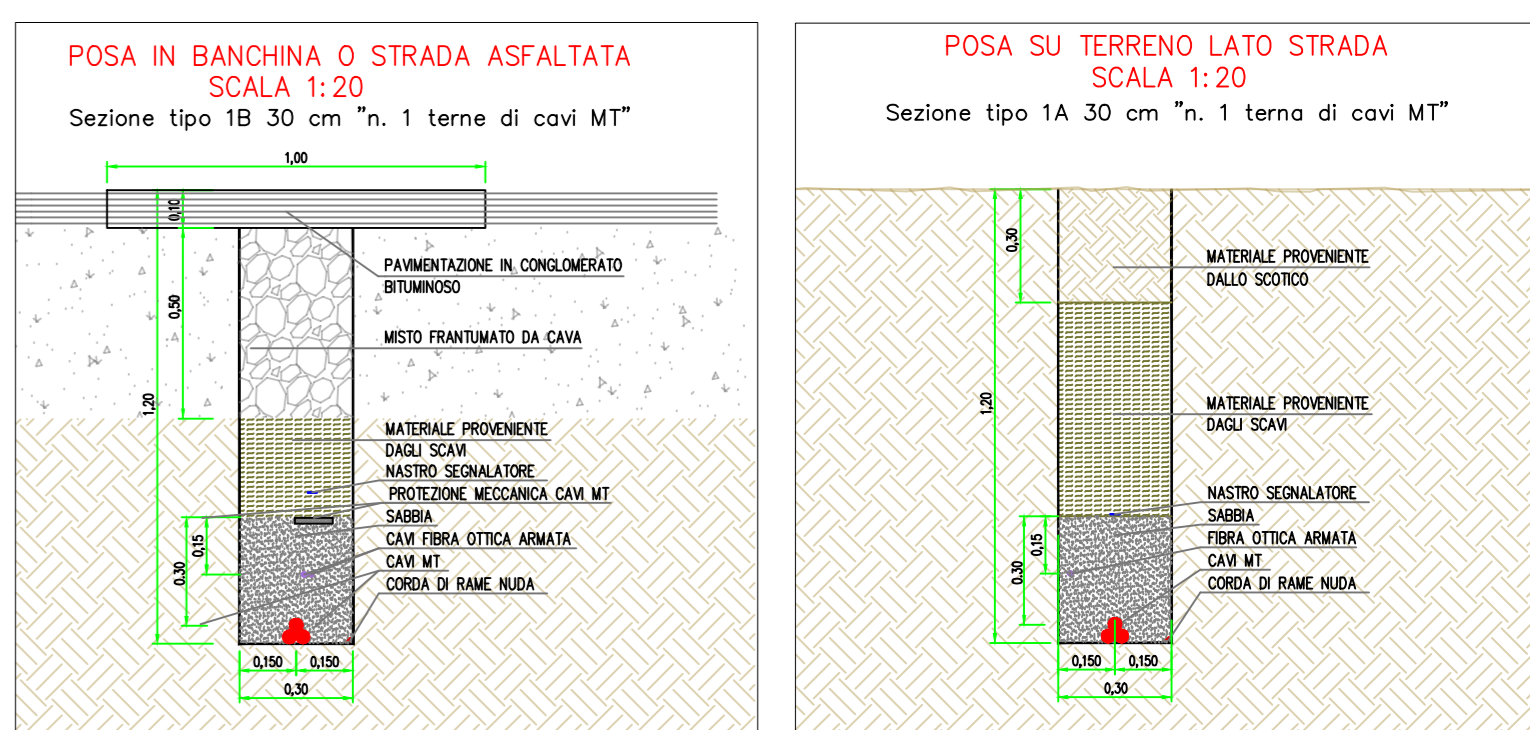 POSA IN BANCHINA O STRADA ASFALTATA
SCALA 1:20
Sezione tipo 1B 30 cm "n. 1 terne di cavi MT"
1,00
0,10
0,50
1,20
PAVIMENTAZIONE IN CONGLOMERATO
BITUMINOSO
MISTO FRANTUMATO DA CAVA
MATERIALE PROVENIENTE
DAGLI SCAVI
NASTRO SEGNALATORE
PROTEZIONE MECCANICA CAVI MT
SABBIA
CAVI FIBRA OTTICA ARMATA
CAVI MT
CORDA DI RAME NUDA
0,15
0.30
0,150
0,150
0,30
POSA SU TERRENO LATO STRADA
SCALA 1:20
Sezione tipo 1A 30 cm "n. 1 terna di cavi MT"
0,30
1,20
MATERIALE PROVENIENTE
DALLO SCOTICO
MATERIALE PROVENIENTE
DAGLI SCAVI
NASTRO SEGNALATORE
SABBIA
FIBRA OTTICA ARMATA
CAVI MT
CORDA DI RAME NUDA
0,15
0.30
0,150
0,150
0,30